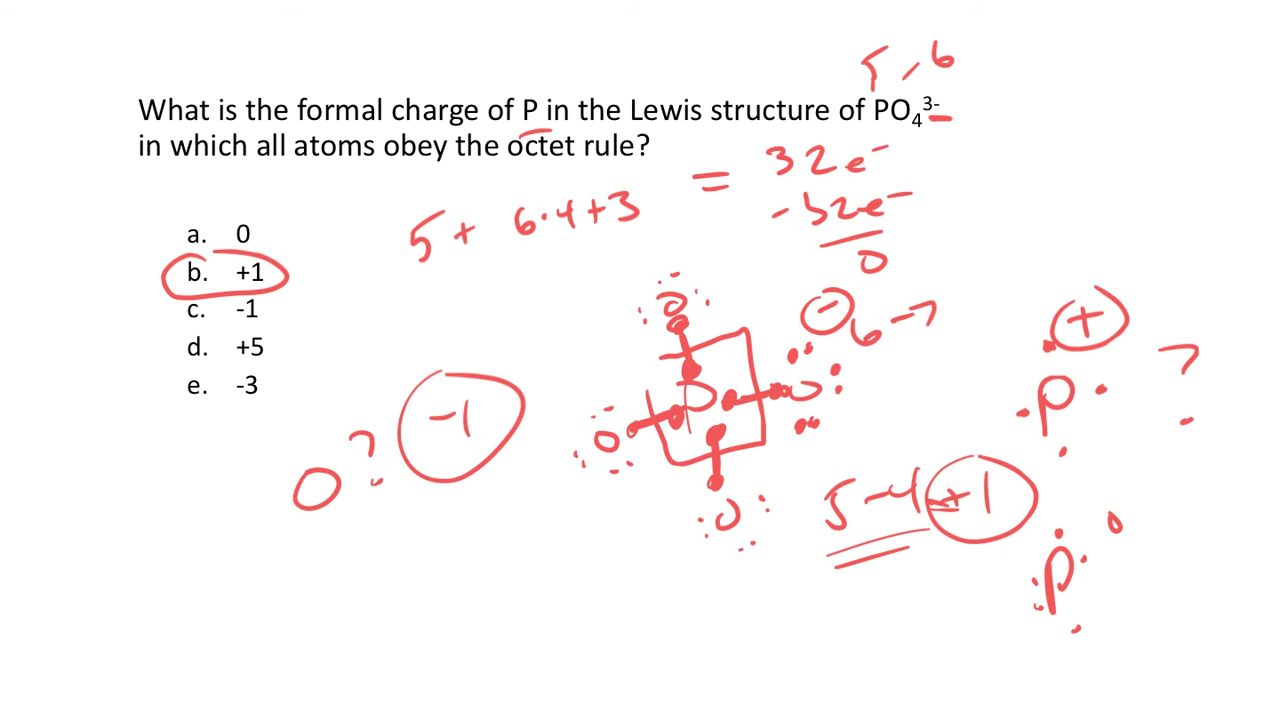 5, 6
What is the formal charge of P in the Lewis structure of PO₄³⁻
in which all atoms obey the octet rule?
5 + 6·4+3 = 32e⁻
- 32e⁻
0
a. 0
b. +1
c. -1
d. +5
e. -3
O
- 6-7
+
O P O
P ?
O
O
-1
O?
5-4=+1
P